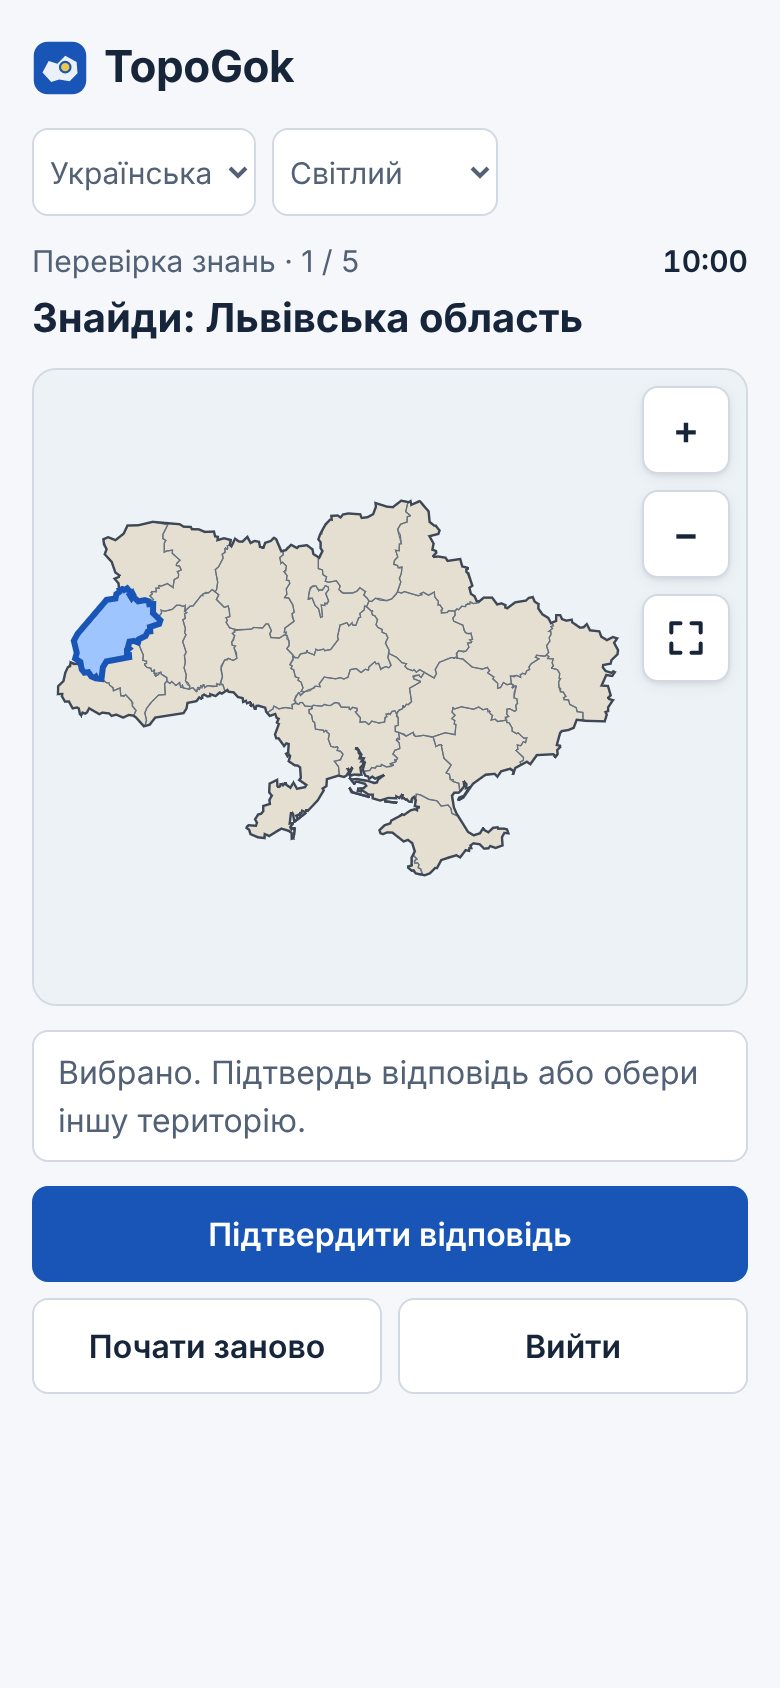 TopoGok
Українська
Світлий
Перевірка знань · 1 / 5
10:00
Знайди: Львівська область
+
−
Вибрано. Підтвердь відповідь або обери
іншу територію.
Підтвердити відповідь
Почати заново
Вийти